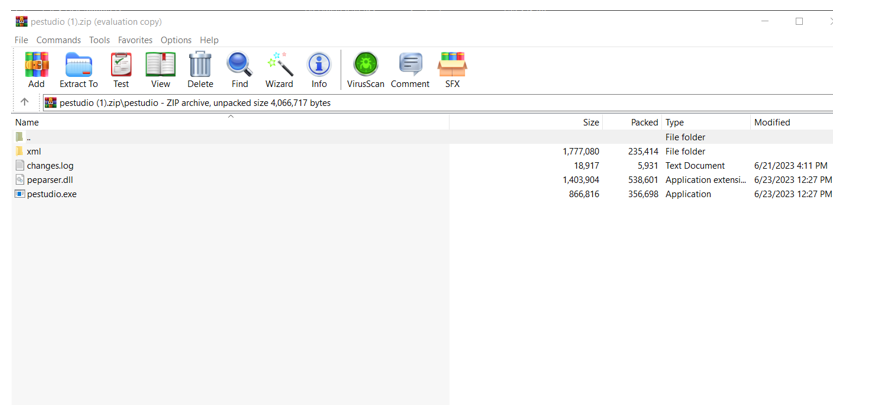 pestudio (1).zip (evaluation copy)
File Commands Tools Favorites Options Help
Add Extract To Test View Delete Find Wizard Info VirusScan Comment SFX
pestudio (1).zip\pestudio - ZIP archive, unpacked size 4,066,717 bytes
Name Size Packed Type Modified
.. File folder
xml 1,777,080 235,414 File folder
changes.log 18,917 5,931 Text Document 6/21/2023 4:11 PM
peparser.dll 1,403,904 538,601 Application extensi... 6/23/2023 12:27 PM
pestudio.exe 866,816 356,698 Application 6/23/2023 12:27 PM